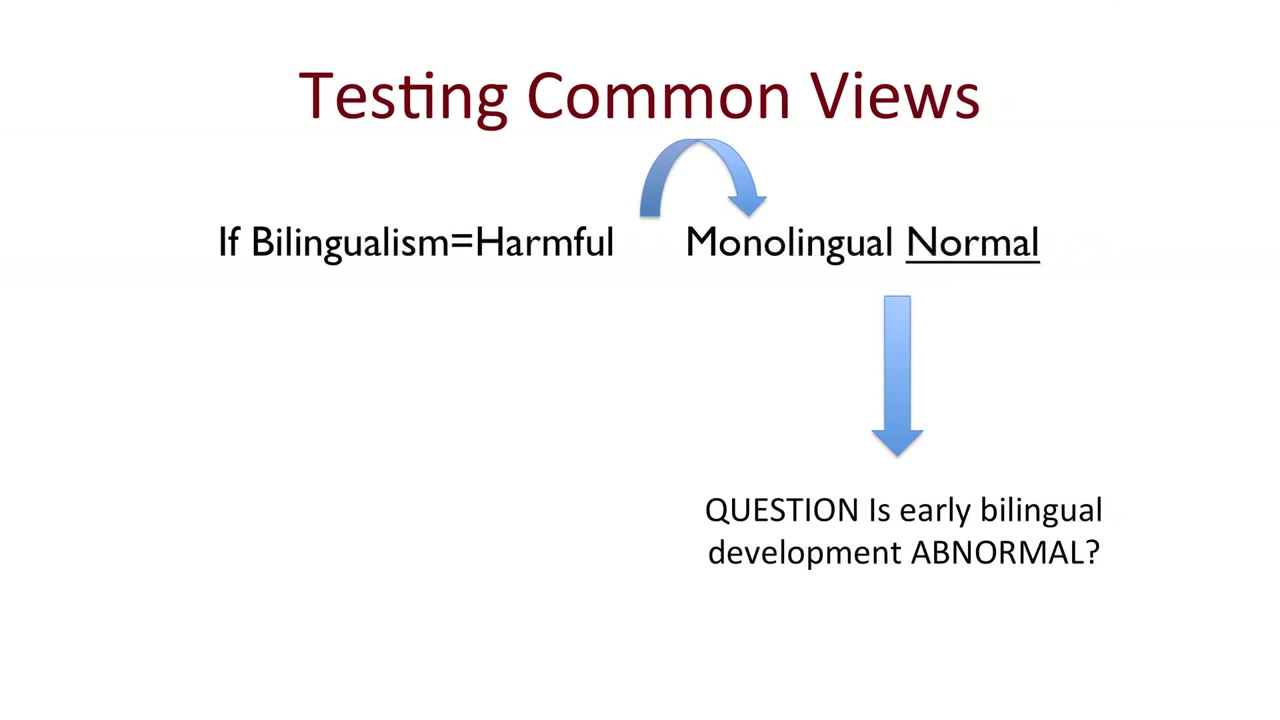 Testing Common Views
If Bilingualism=Harmful Monolingual Normal
QUESTION Is early bilingual
development ABNORMAL?